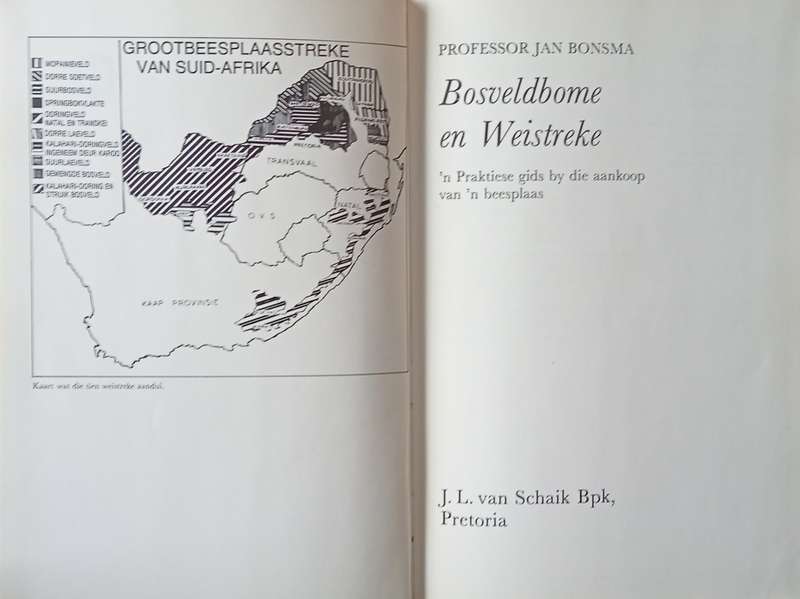 GROOTBEESPLAASSTREKE
VAN SUID-AFRIKA
MOPANIEVELD
DORRE SOETVELD
SUURBOSVELD
SPRINGBOKVLAKTE
DORINGVELD
NATAL EN TRANSKEI
DORRE LAEVELD
KALAHARI-DORINGVELD
INGENEEM DEUR KAROO
SUURLAEVELD
GEMENGDE BOSVELD
KALAHARI-DORING EN
STRUIK BOSVELD
PRETORIA
TRANSVAAL
NATAL
O V S
KAAP PROVINSIE
Kaart wat die tien weistreke aandui.
PROFESSOR JAN BONSMA
Bosveldbome
en Weistreke
'n Praktiese gids by die aankoop
van 'n beesplaas
J. L. van Schaik Bpk,
Pretoria